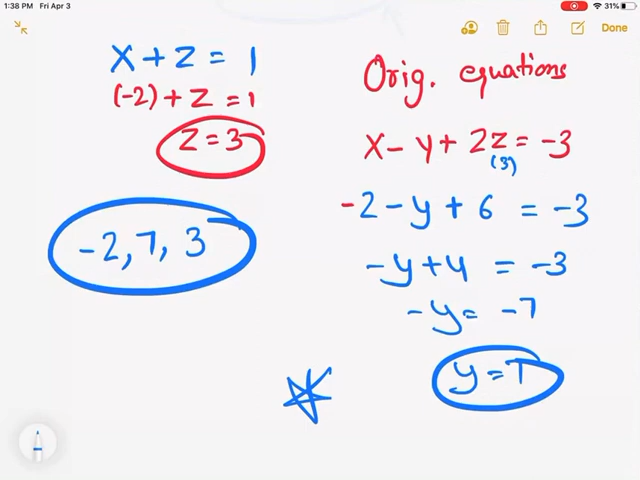 1:38 PM Fri Apr 3
31%
Done
x + z = 1
(-2) + z = 1
z = 3
-2, 7, 3
Orig. equations
x - y + 2z = -3
(3)
-2 - y + 6 = -3
-y + 4 = -3
-y = -7
y = 7